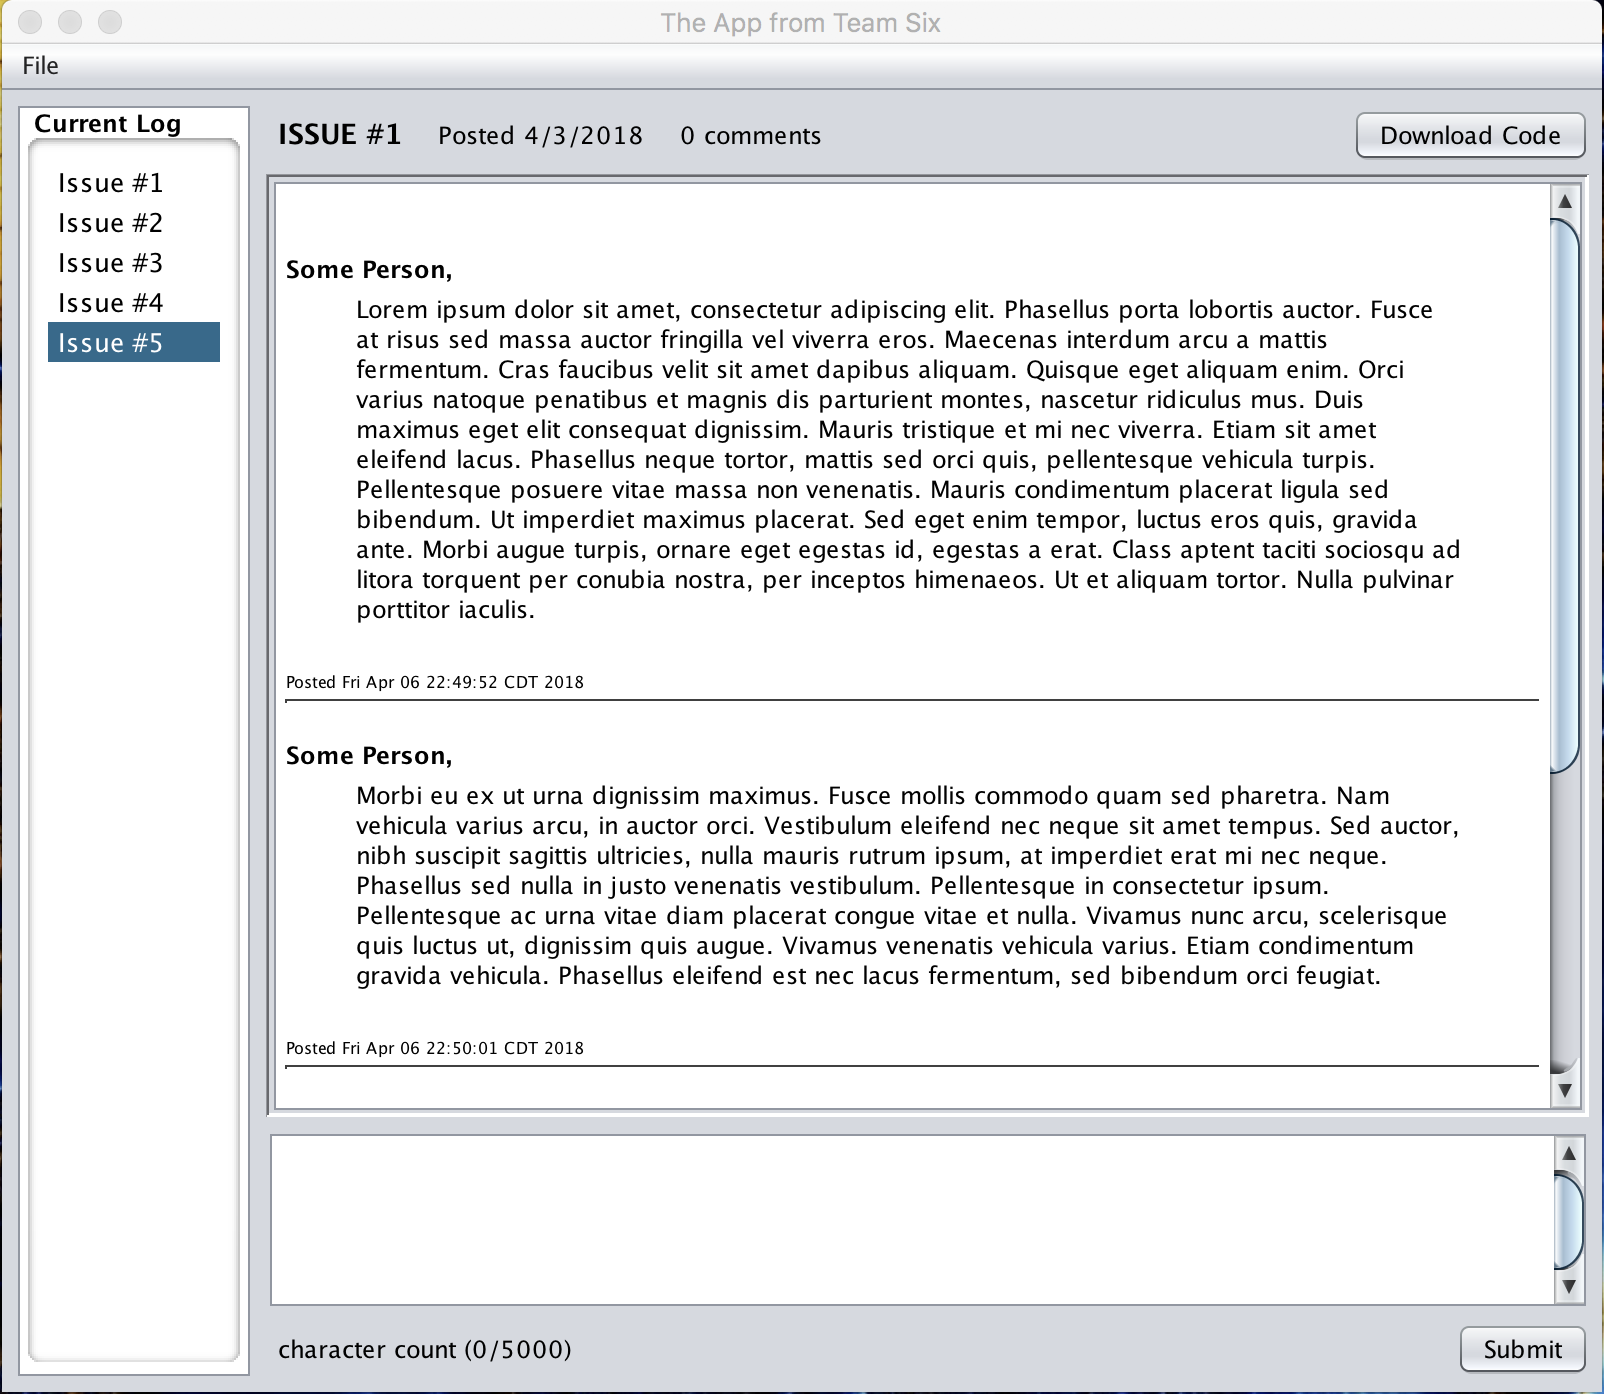 The App from Team Six
File
Current Log
Issue #1
Issue #2
Issue #3
Issue #4
Issue #5
ISSUE #1 Posted 4/3/2018 0 comments
Download Code
Some Person,
Lorem ipsum dolor sit amet, consectetur adipiscing elit. Phasellus porta lobortis auctor. Fusce
at risus sed massa auctor fringilla vel viverra eros. Maecenas interdum arcu a mattis
fermentum. Cras faucibus velit sit amet dapibus aliquam. Quisque eget aliquam enim. Orci
varius natoque penatibus et magnis dis parturient montes, nascetur ridiculus mus. Duis
maximus eget elit consequat dignissim. Mauris tristique et mi nec viverra. Etiam sit amet
eleifend lacus. Phasellus neque tortor, mattis sed orci quis, pellentesque vehicula turpis.
Pellentesque posuere vitae massa non venenatis. Mauris condimentum placerat ligula sed
bibendum. Ut imperdiet maximus placerat. Sed eget enim tempor, luctus eros quis, gravida
ante. Morbi augue turpis, ornare eget egestas id, egestas a erat. Class aptent taciti sociosqu ad
litora torquent per conubia nostra, per inceptos himenaeos. Ut et aliquam tortor. Nulla pulvinar
porttitor iaculis.
Posted Fri Apr 06 22:49:52 CDT 2018
Some Person,
Morbi eu ex ut urna dignissim maximus. Fusce mollis commodo quam sed pharetra. Nam
vehicula varius arcu, in auctor orci. Vestibulum eleifend nec neque sit amet tempus. Sed auctor,
nibh suscipit sagittis ultricies, nulla mauris rutrum ipsum, at imperdiet erat mi nec neque.
Phasellus sed nulla in justo venenatis vestibulum. Pellentesque in consectetur ipsum.
Pellentesque ac urna vitae diam placerat congue vitae et nulla. Vivamus nunc arcu, scelerisque
quis luctus ut, dignissim quis augue. Vivamus venenatis vehicula varius. Etiam condimentum
gravida vehicula. Phasellus eleifend est nec lacus fermentum, sed bibendum orci feugiat.
Posted Fri Apr 06 22:50:01 CDT 2018
character count (0/5000)
Submit